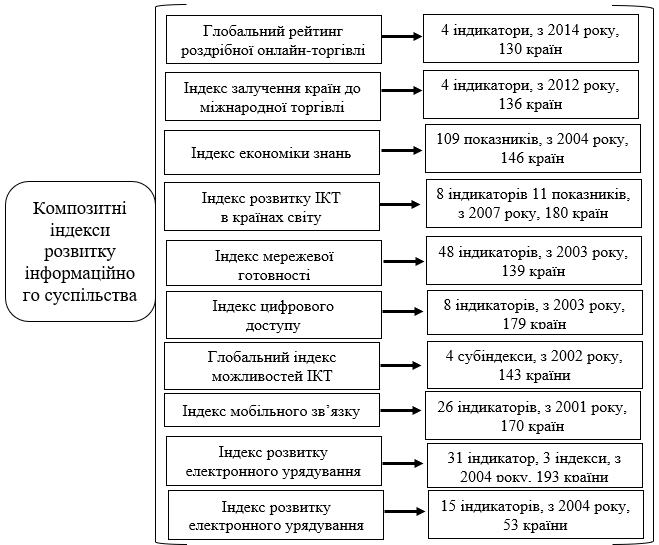 Композитні
індекси
розвитку
інформаційно
го суспільства
Глобальний рейтинг
роздрібної онлайн-торгівлі
4 індикатори, з 2014 року,
130 країн
Індекс залучення країн до
міжнародної торгівлі
4 індикатори, з 2012 року,
136 країн
Індекс економіки знань
109 показників, з 2004 року,
146 країн
Індекс розвитку ІКТ
в країнах світу
8 індикаторів 11 показників,
з 2007 року, 180 країн
Індекс мережевої
готовності
48 індикаторів, з 2003 року,
139 країн
Індекс цифрового
доступу
8 індикаторів, з 2003 року,
179 країн
Глобальний індекс
можливостей ІКТ
4 субіндекси, з 2002 року,
143 країни
Індекс мобільного зв’язку
26 індикаторів, з 2001 року,
170 країн
Індекс розвитку
електронного урядування
31 індикатор, 3 індекси, з
2004 року, 193 країни
Індекс розвитку
електронного урядування
15 індикаторів, з 2004 року,
53 країни